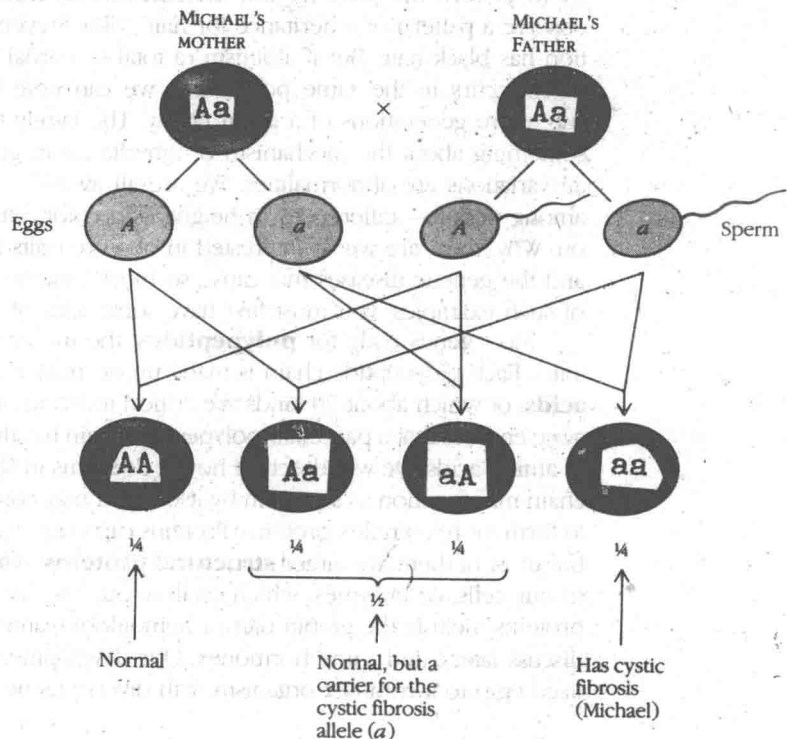 MICHAEL'S
MOTHER
MICHAEL'S
FATHER
Aa
×
Aa
Eggs
A
a
A
a
Sperm
AA
Aa
aA
aa
¼
¼
¼
¼
½
Normal
Normal, but a
carrier for the
cystic fibrosis
allele (a)
Has cystic
fibrosis
(Michael)